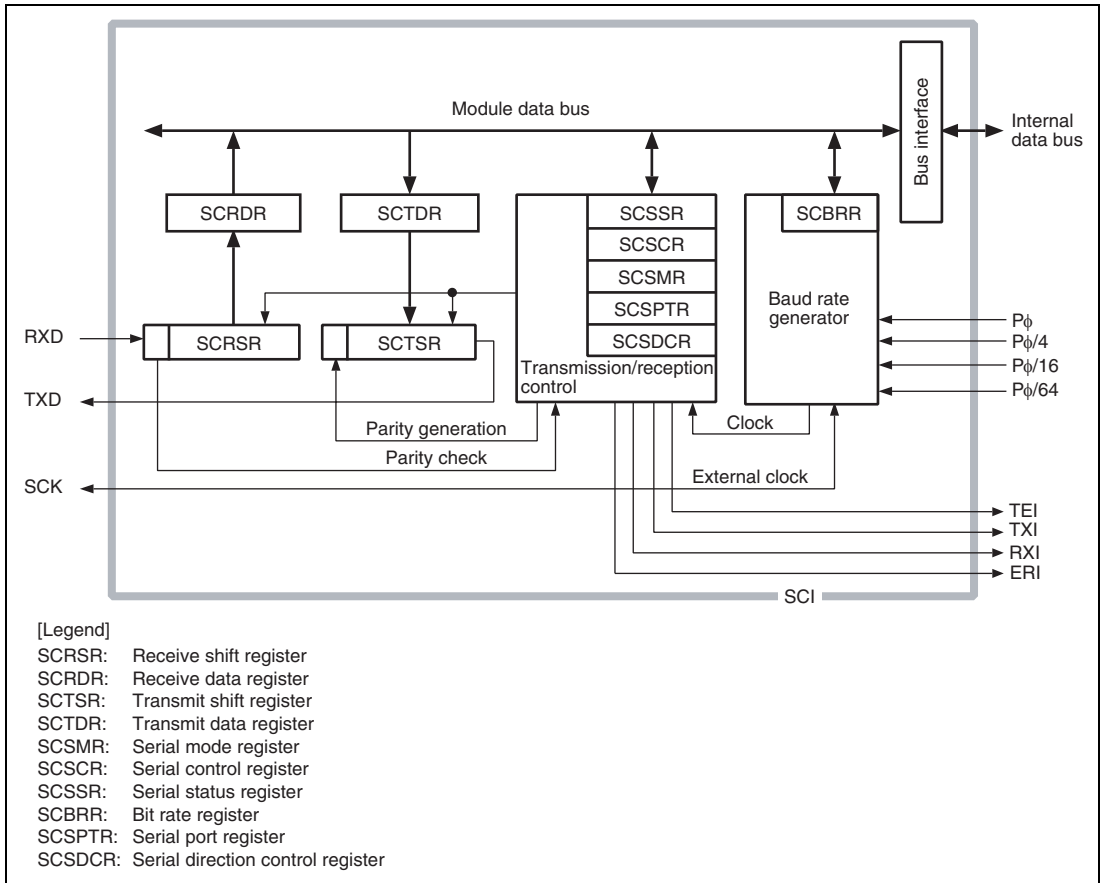 Module data bus
Bus interface
Internal
data bus
SCRDR
SCTDR
SCSSR
SCSCR
SCSMR
SCSPTR
SCSDCR
Transmission/reception
control
SCBRR
Baud rate
generator
RXD
SCRSR
SCTSR
Pϕ
Pϕ/4
Pϕ/16
Pϕ/64
TXD
Parity generation
Clock
Parity check
SCK
External clock
TEI
TXI
RXI
ERI
SCI
[Legend]
SCRSR: Receive shift register
SCRDR: Receive data register
SCTSR: Transmit shift register
SCTDR: Transmit data register
SCSMR: Serial mode register
SCSCR: Serial control register
SCSSR: Serial status register
SCBRR: Bit rate register
SCSPTR: Serial port register
SCSDCR: Serial direction control register